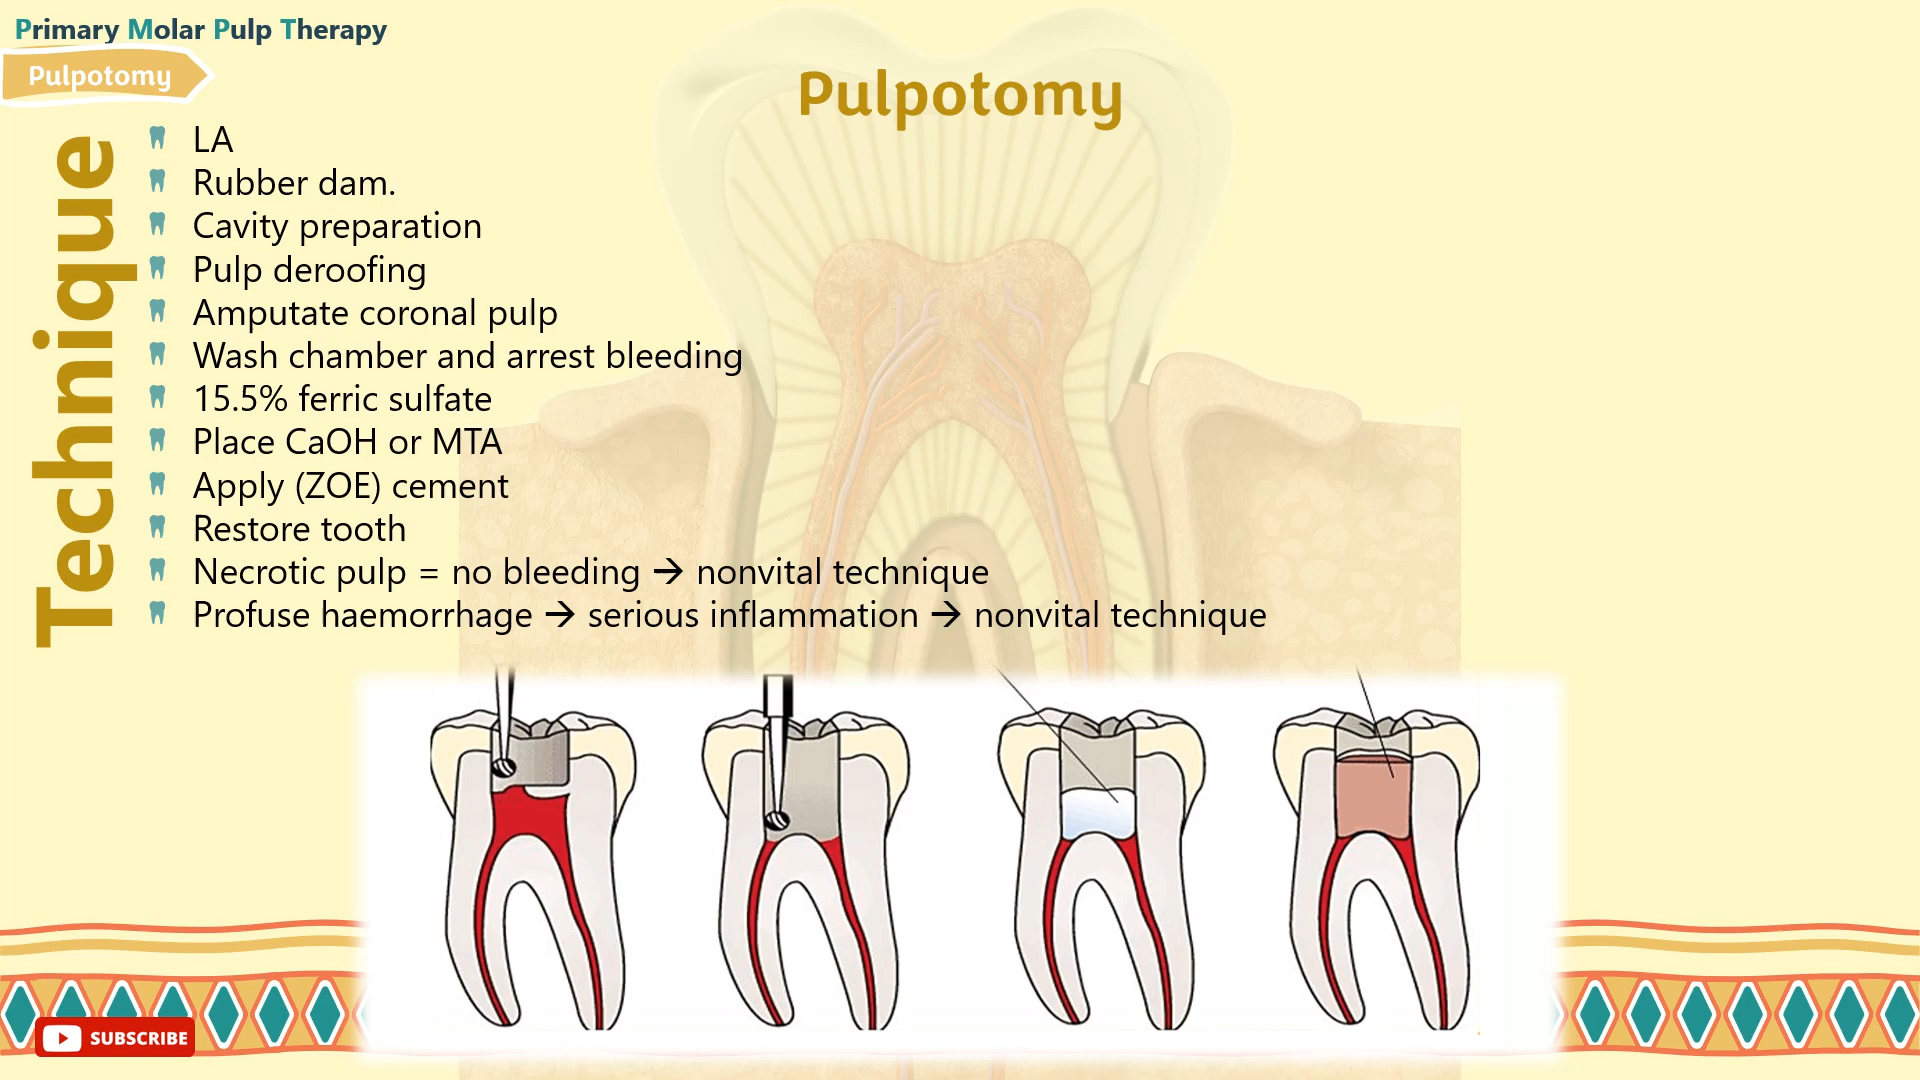 Primary Molar Pulp Therapy
Pulpotomy
Pulpotomy
Technique
LA
Rubber dam.
Cavity preparation
Pulp deroofing
Amputate coronal pulp
Wash chamber and arrest bleeding
15.5% ferric sulfate
Place CaOH or MTA
Apply (ZOE) cement
Restore tooth
Necrotic pulp = no bleeding → nonvital technique
Profuse haemorrhage → serious inflammation → nonvital technique
SUBSCRIBE